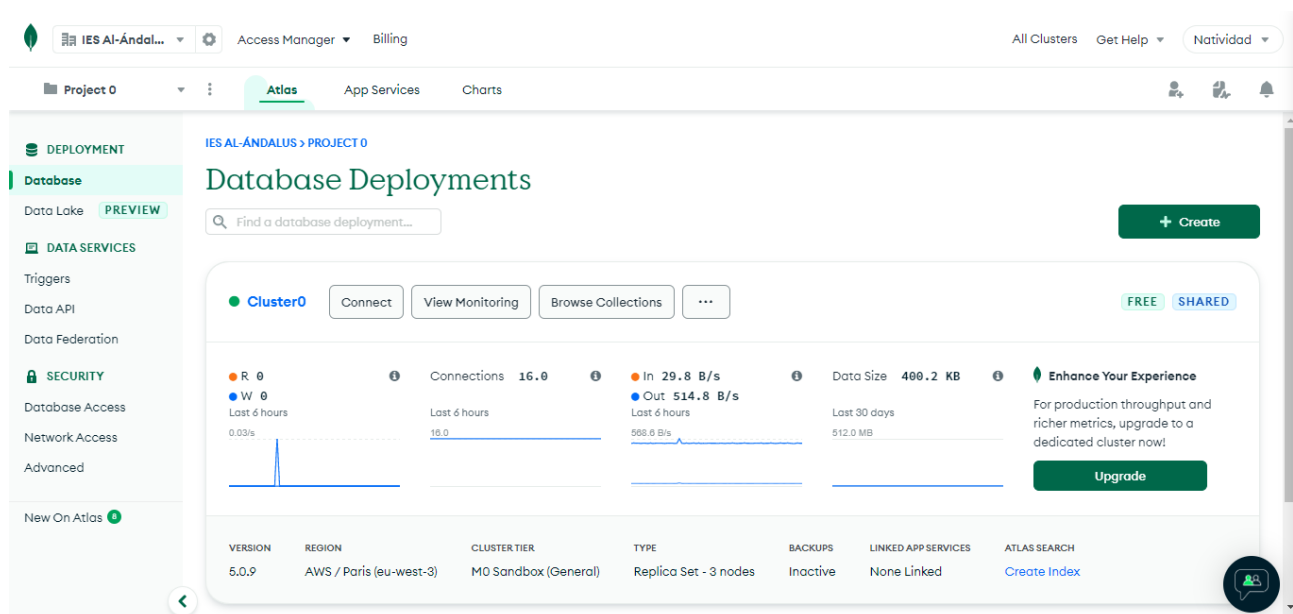 IES Al-Ándal... Access Manager Billing All Clusters Get Help Natividad
Project 0 Atlas App Services Charts
DEPLOYMENT
Database
Data Lake PREVIEW
DATA SERVICES
Triggers
Data API
Data Federation
SECURITY
Database Access
Network Access
Advanced
New On Atlas 8
IES AL-ÁNDALUS > PROJECT 0
Database Deployments
Find a database deployment...
+ Create
Cluster0 Connect View Monitoring Browse Collections ... FREE SHARED
R 0
W 0
Last 6 hours
0.03/s
Connections 16.0
Last 6 hours
16.0
In 29.8 B/s
Out 514.8 B/s
Last 6 hours
568.6 B/s
Data Size 400.2 KB
Last 30 days
512.0 MB
Enhance Your Experience
For production throughput and
richer metrics, upgrade to a
dedicated cluster now!
Upgrade
VERSION REGION CLUSTER TIER TYPE BACKUPS LINKED APP SERVICES ATLAS SEARCH
5.0.9 AWS / Paris (eu-west-3) M0 Sandbox (General) Replica Set - 3 nodes Inactive None Linked Create Index